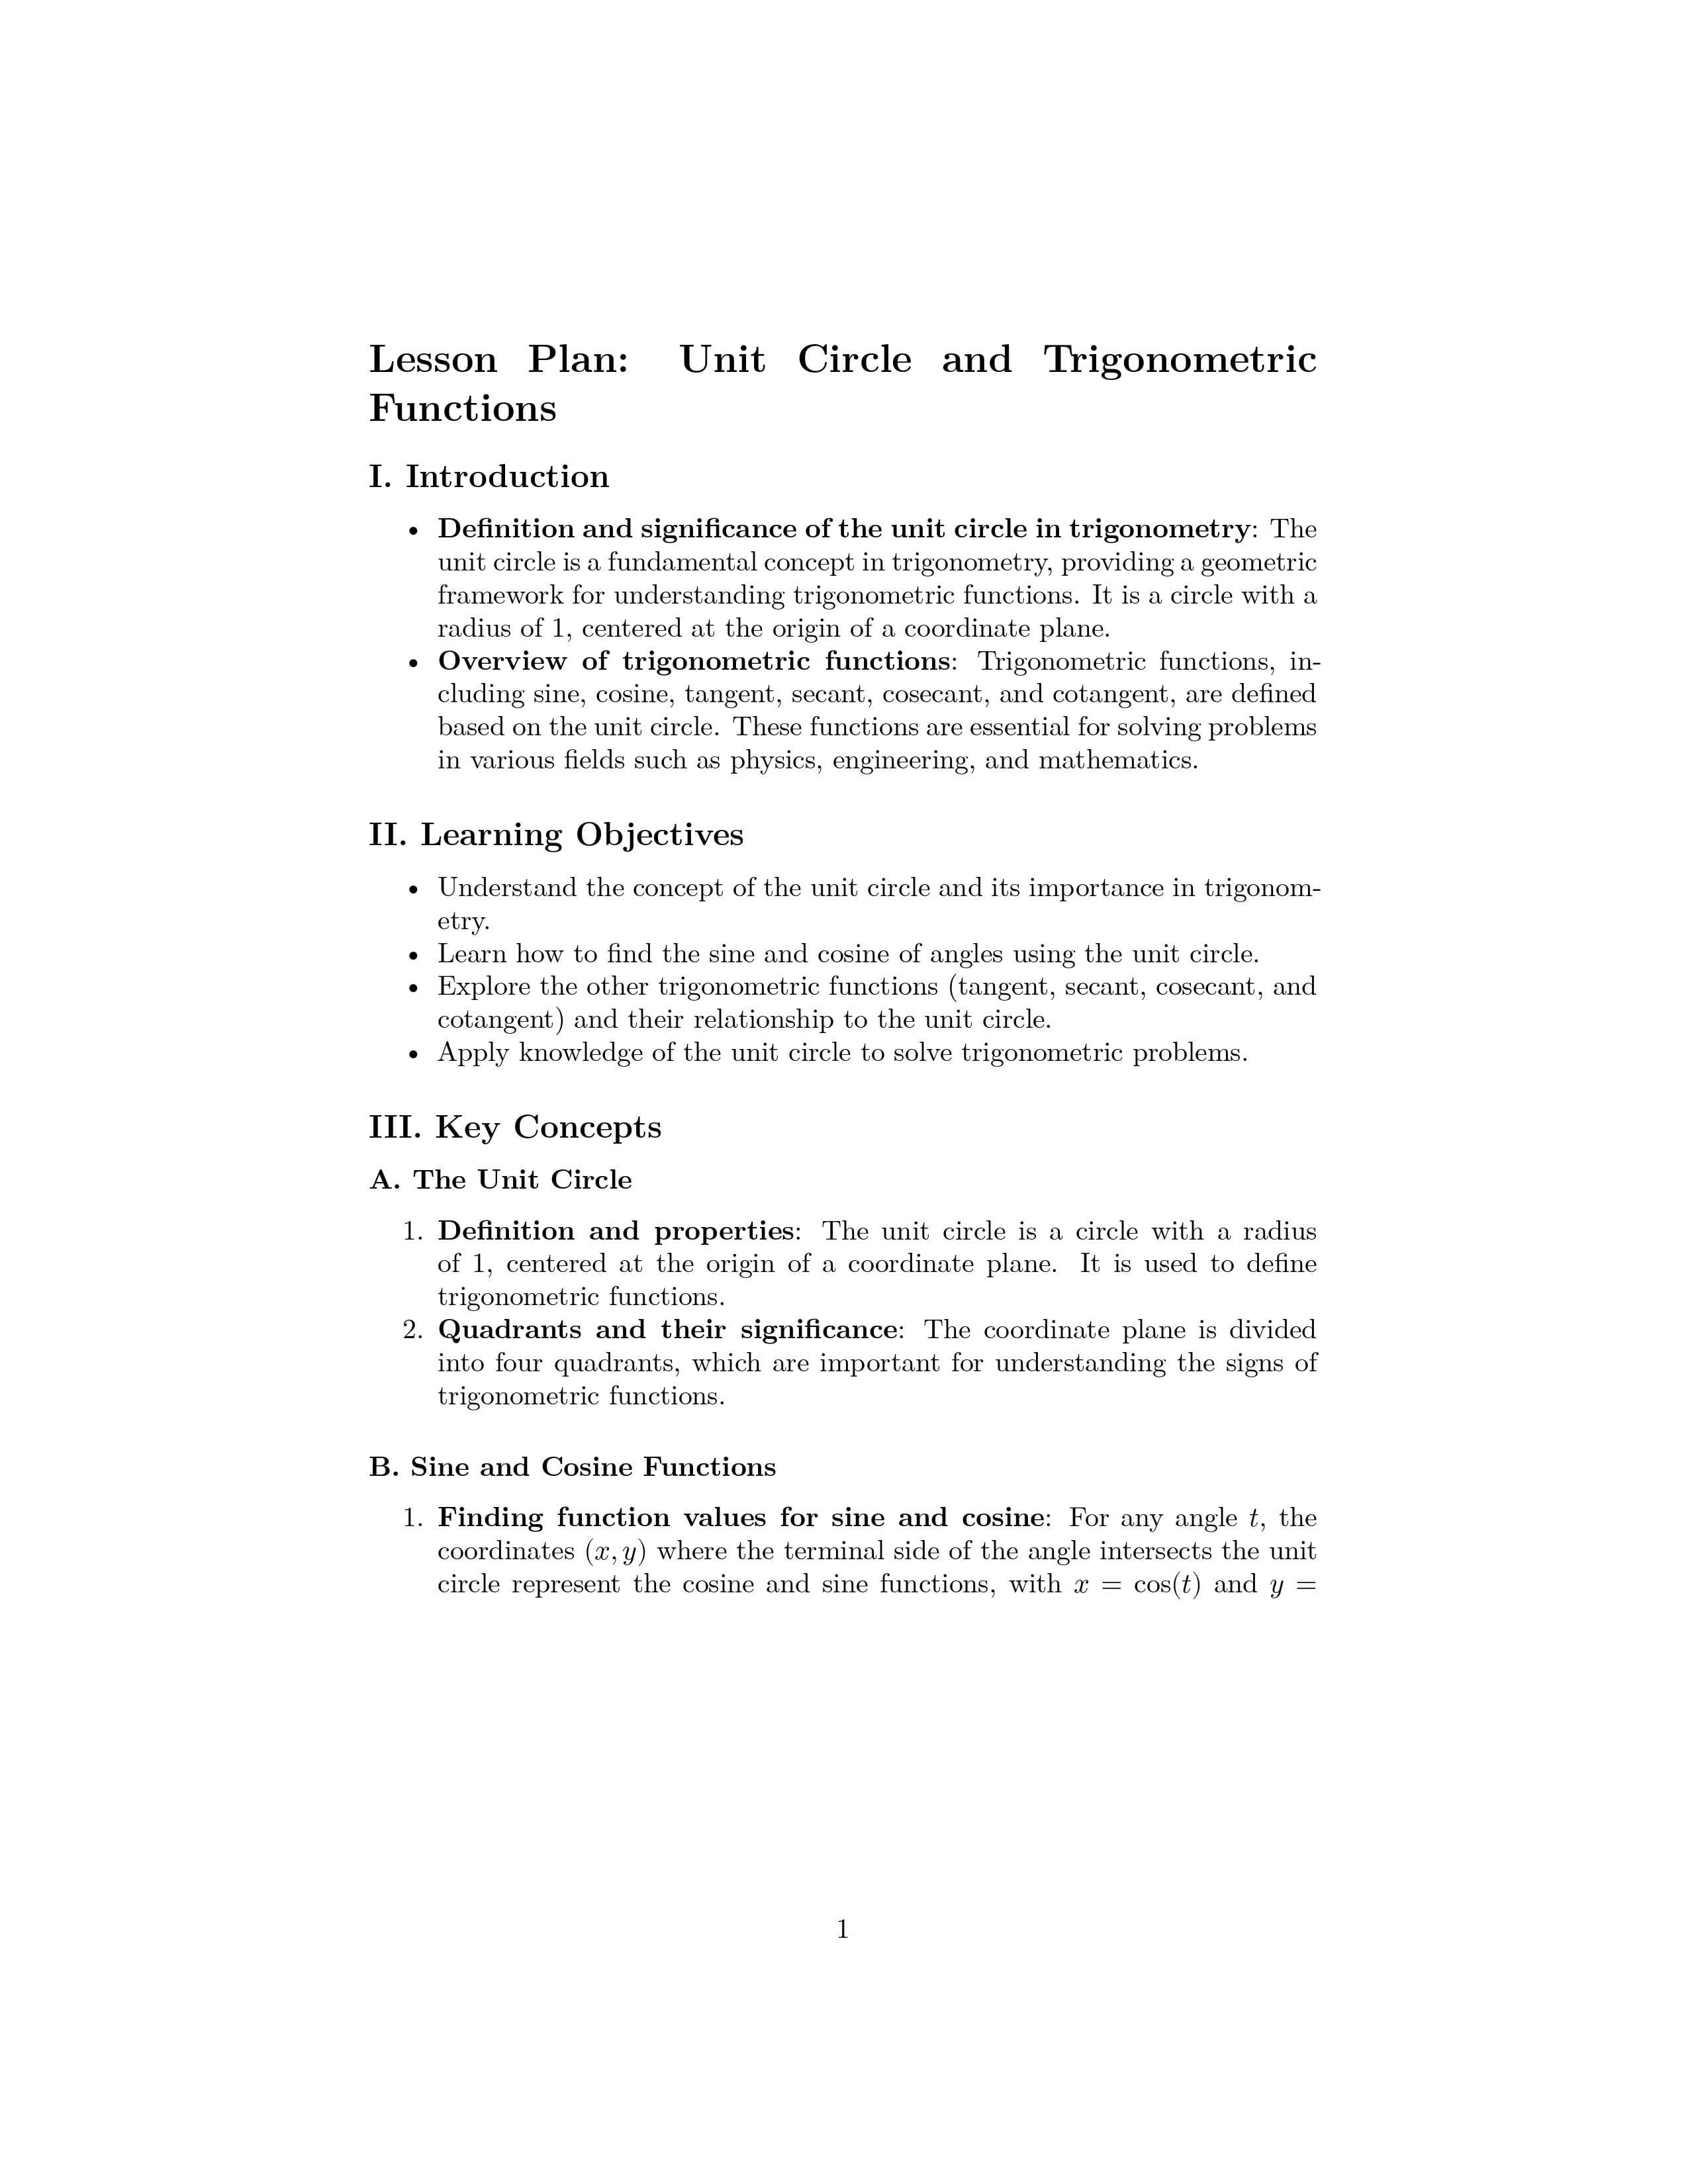 Lesson Plan: Unit Circle and Trigonometric
Functions
I. Introduction
• Definition and significance of the unit circle in trigonometry: The
unit circle is a fundamental concept in trigonometry, providing a geometric
framework for understanding trigonometric functions. It is a circle with a
radius of 1, centered at the origin of a coordinate plane.
• Overview of trigonometric functions: Trigonometric functions, in-
cluding sine, cosine, tangent, secant, cosecant, and cotangent, are defined
based on the unit circle. These functions are essential for solving problems
in various fields such as physics, engineering, and mathematics.
II. Learning Objectives
• Understand the concept of the unit circle and its importance in trigonom-
etry.
• Learn how to find the sine and cosine of angles using the unit circle.
• Explore the other trigonometric functions (tangent, secant, cosecant, and
cotangent) and their relationship to the unit circle.
• Apply knowledge of the unit circle to solve trigonometric problems.
III. Key Concepts
A. The Unit Circle
1. Definition and properties: The unit circle is a circle with a radius
of 1, centered at the origin of a coordinate plane. It is used to define
trigonometric functions.
2. Quadrants and their significance: The coordinate plane is divided
into four quadrants, which are important for understanding the signs of
trigonometric functions.
B. Sine and Cosine Functions
1. Finding function values for sine and cosine: For any angle t, the
coordinates (x, y) where the terminal side of the angle intersects the unit
circle represent the cosine and sine functions, with x = cos(t) and y =
1